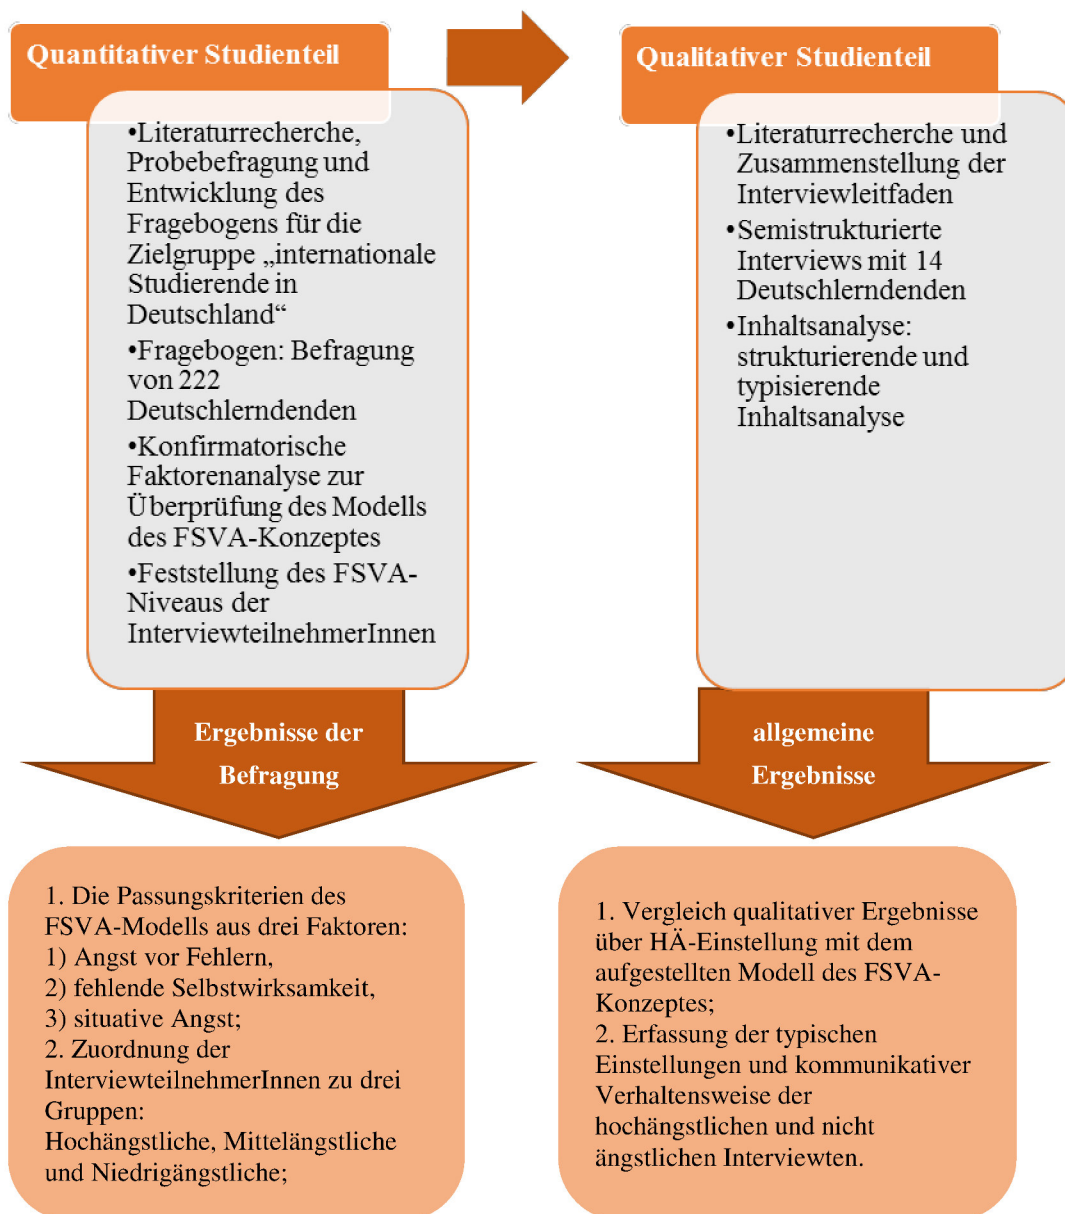 Quantitativer Studienteil
•Literaturrecherche,
Probebefragung und
Entwicklung des
Fragebogens für die
Zielgruppe „internationale
Studierende in
Deutschland“
•Fragebogen: Befragung
von 222
Deutschlerndenden
•Konfirmatorische
Faktorenanalyse zur
Überprüfung des Modells
des FSVA-Konzeptes
•Feststellung des FSVA-
Niveaus der
InterviewteilnehmerInnen
Ergebnisse der
Befragung
1. Die Passungskriterien des
FSVA-Modells aus drei Faktoren:
1) Angst vor Fehlern,
2) fehlende Selbstwirksamkeit,
3) situative Angst;
2. Zuordnung der
InterviewteilnehmerInnen zu drei
Gruppen:
Hochängstliche, Mittelängstliche
und Niedrigängstliche;
Qualitativer Studienteil
•Literaturrecherche und
Zusammenstellung der
Interviewleitfaden
•Semistrukturierte
Interviews mit 14
Deutschlerndenden
•Inhaltsanalyse:
strukturierende und
typisierende
Inhaltsanalyse
allgemeine
Ergebnisse
1. Vergleich qualitativer Ergebnisse
über HÄ-Einstellung mit dem
aufgestellten Modell des FSVA-
Konzeptes;
2. Erfassung der typischen
Einstellungen und kommunikativer
Verhaltensweise der
hochängstlichen und nicht
ängstlichen Interviewten.